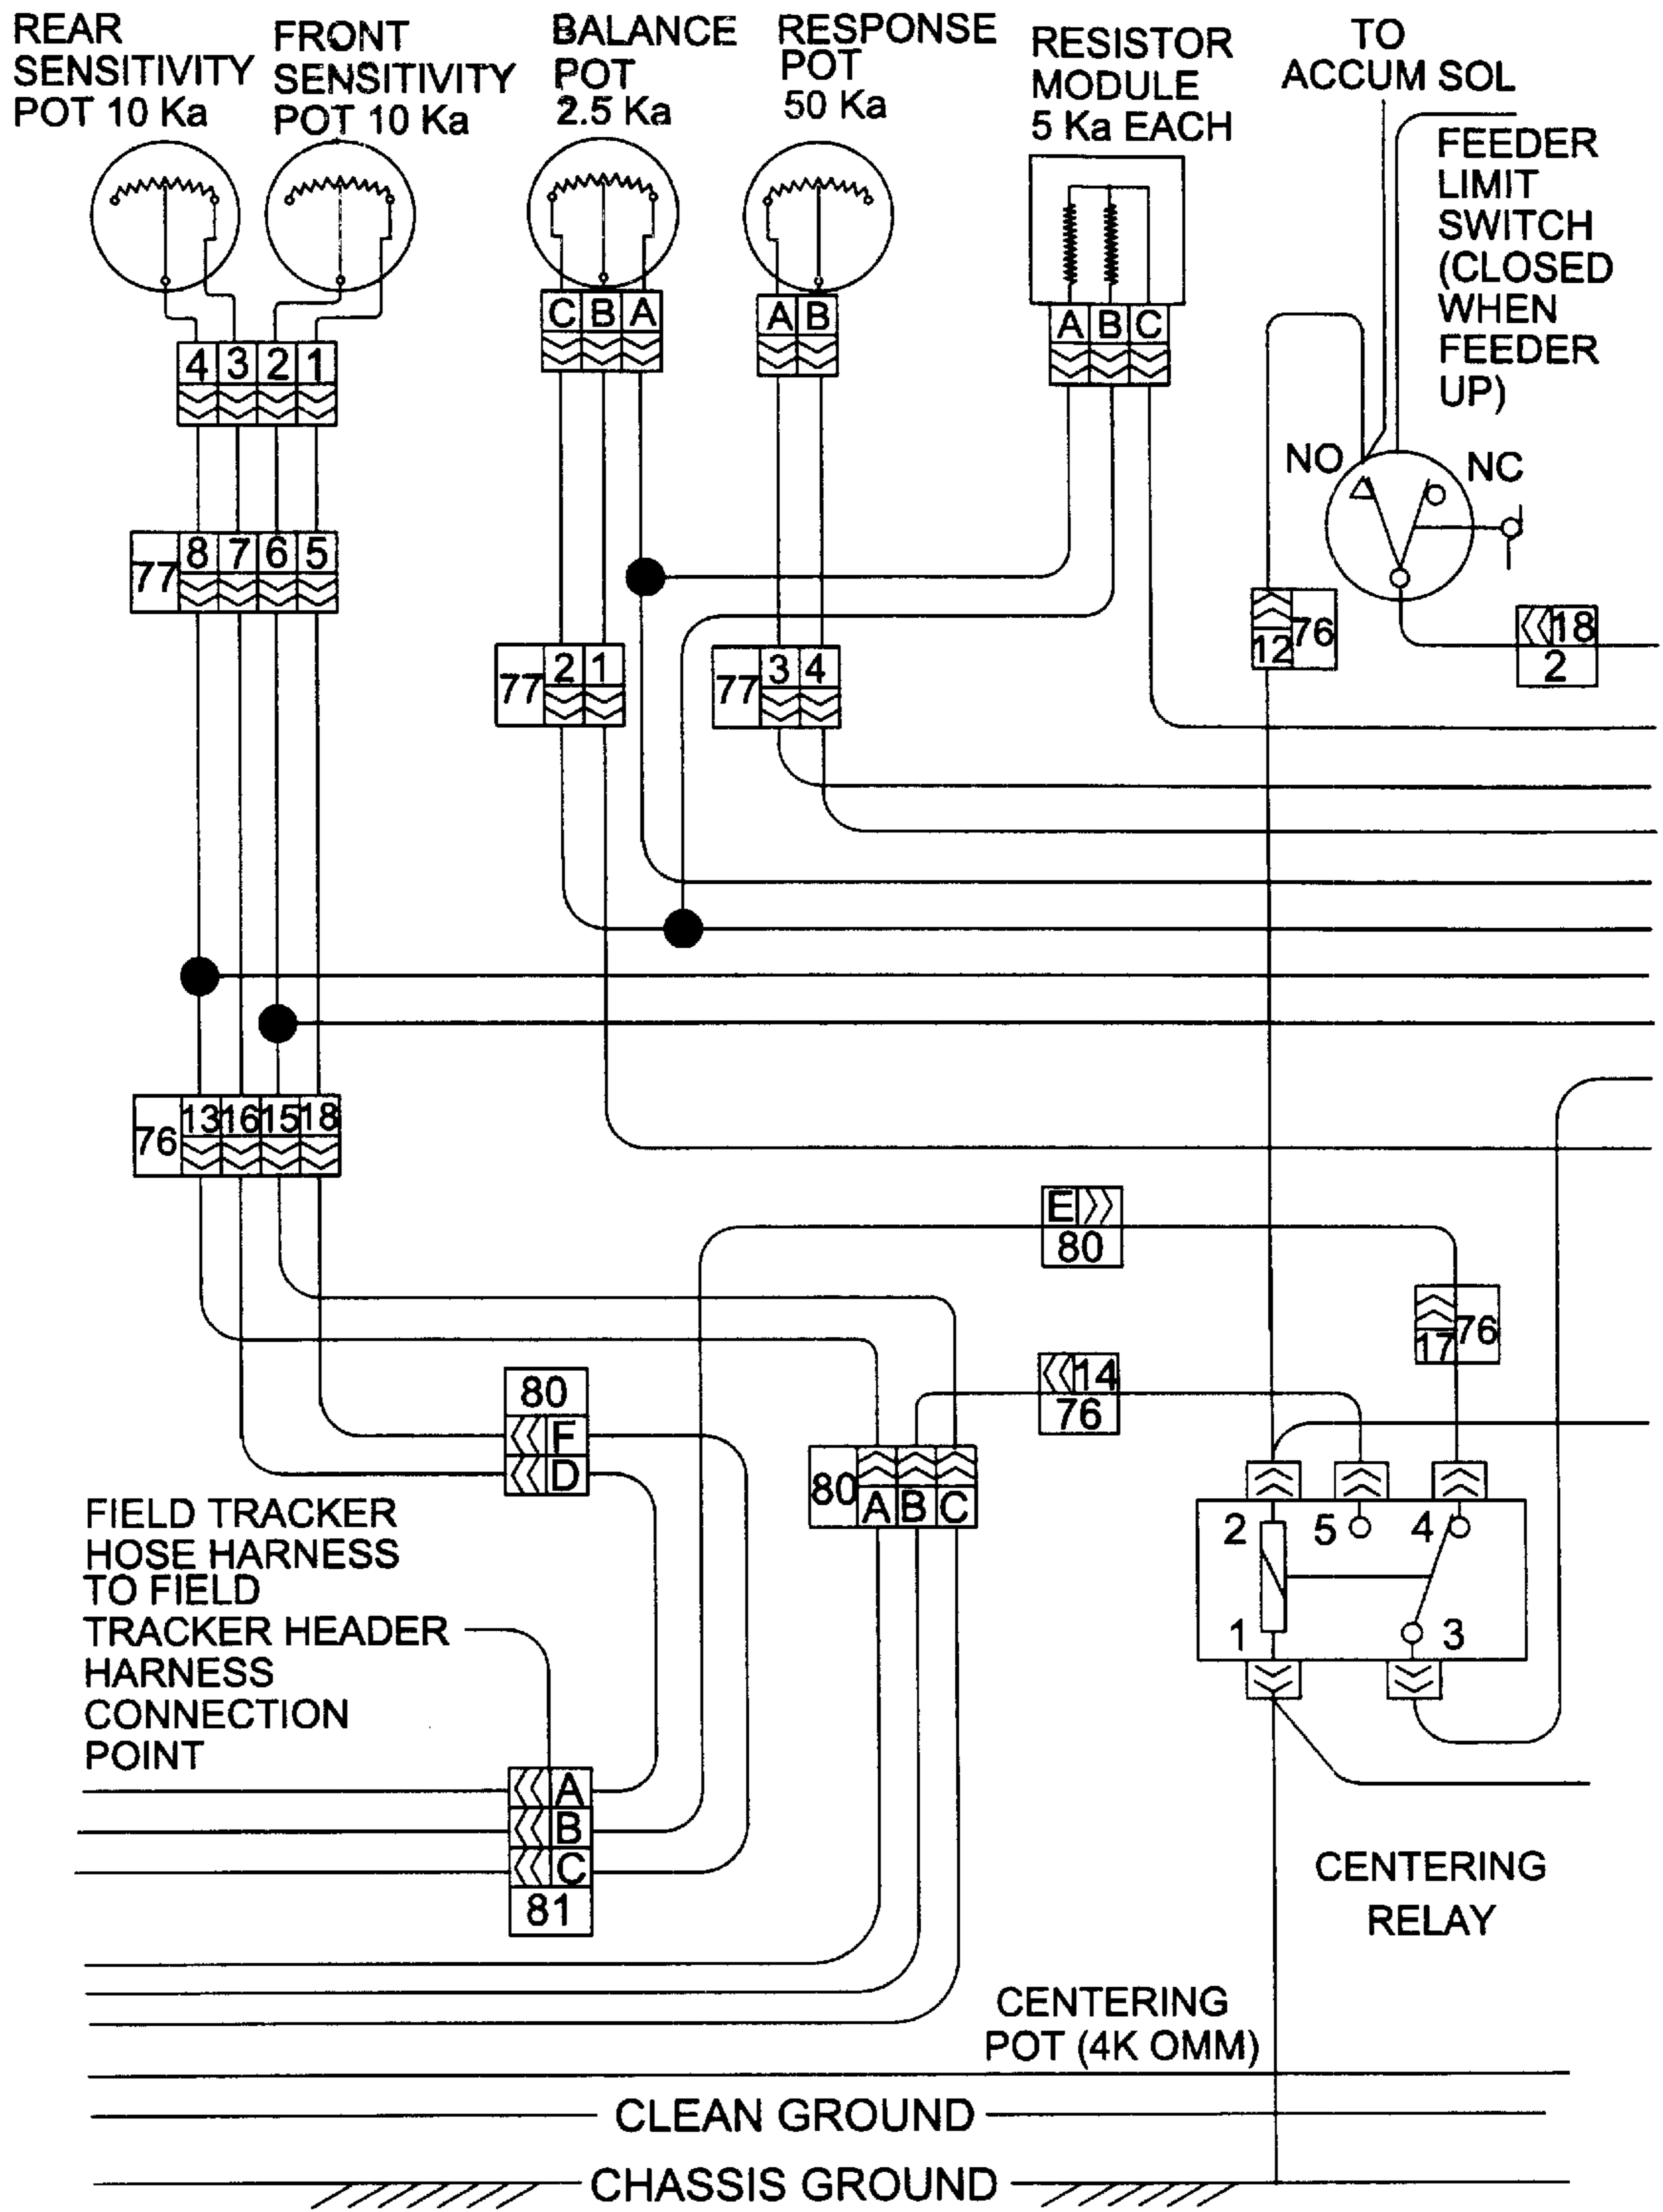 REAR
SENSITIVITY
POT 10 Ka
FRONT
SENSITIVITY
POT 10 Ka
BALANCE
POT
2.5 Ka
RESPONSE
POT
50 Ka
RESISTOR
MODULE
5 Ka EACH
TO
ACCUM SOL
FEEDER
LIMIT
SWITCH
(CLOSED
WHEN
FEEDER
UP)
C B A
A B
A B C
4 3 2 1
NO
NC
77 8 7 6 5
12 76
18
2
77 2 1
77 3 4
76 13 16 15 18
E
80
17 76
14
76
80
F
D
80 A B C
FIELD TRACKER
HOSE HARNESS
TO FIELD
TRACKER HEADER
HARNESS
CONNECTION
POINT
2 5 4
1 3
A
B
C
81
CENTERING
RELAY
CENTERING
POT (4K OMM)
CLEAN GROUND
CHASSIS GROUND